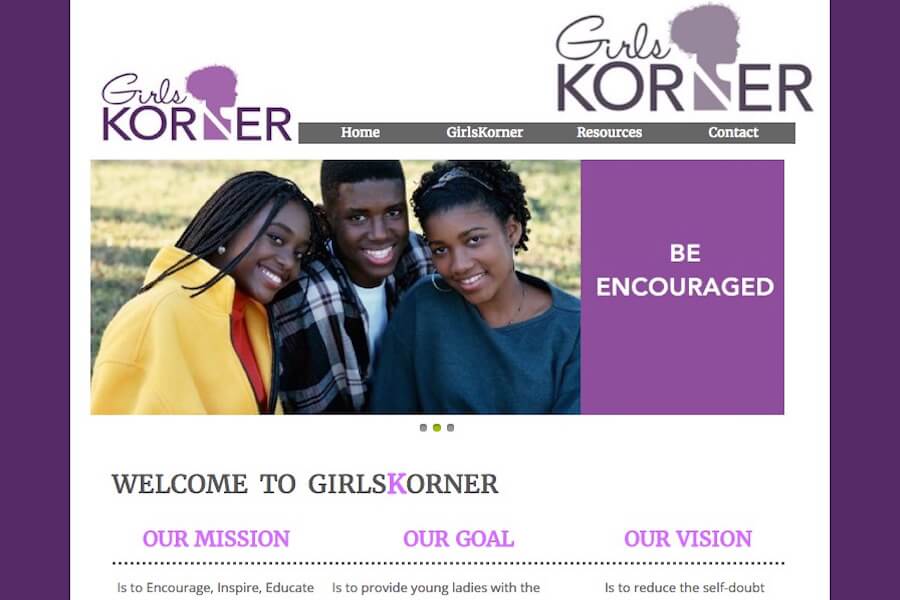 Girls
KORNER
Girls
KORNER
Home GirlsKorner Resources Contact
BE
ENCOURAGED
WELCOME TO GIRLSKORNER
OUR MISSION OUR GOAL OUR VISION
Is to Encourage, Inspire, Educate Is to provide young ladies with the Is to reduce the self-doubt